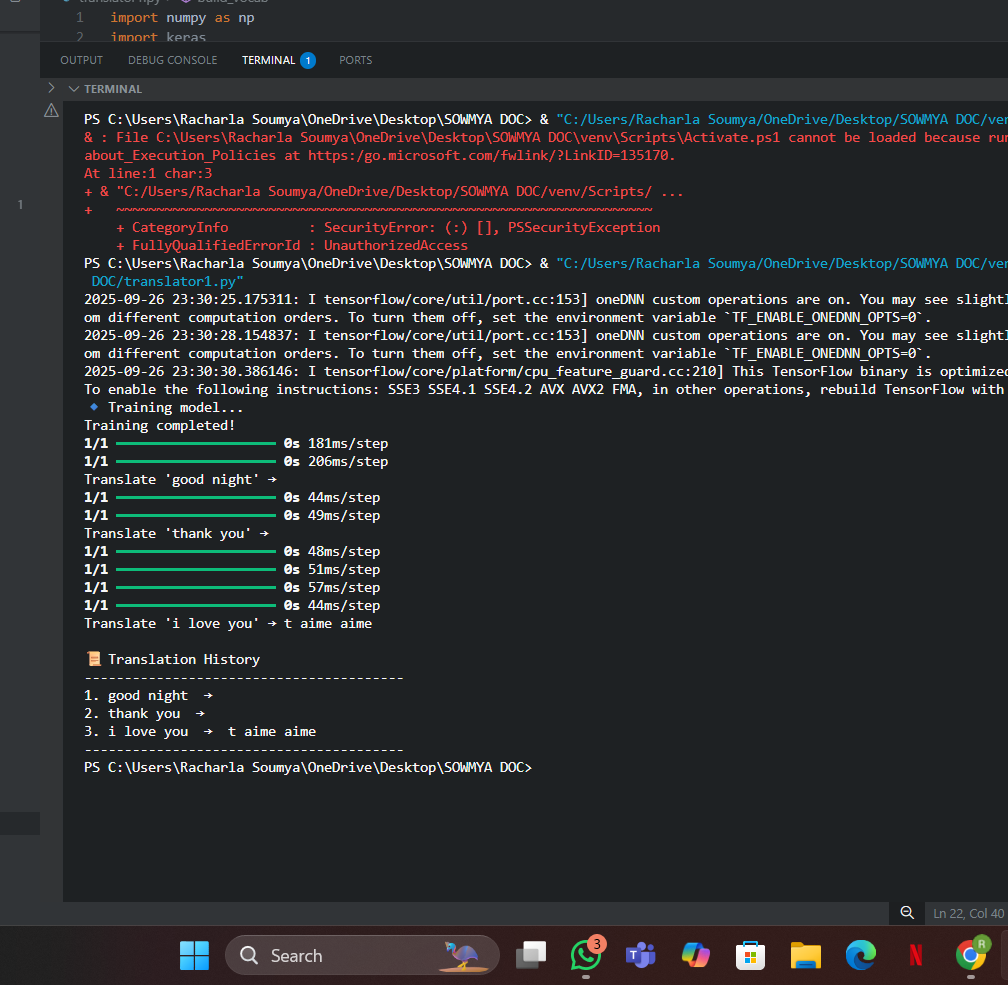 1 import numpy as np
2 import keras
OUTPUT DEBUG CONSOLE TERMINAL 1 PORTS
TERMINAL
PS C:\Users\Racharla Soumya\OneDrive\Desktop\SOWMYA DOC> & "C:/Users/Racharla Soumya/OneDrive/Desktop/SOWMYA DOC/ven
& : File C:\Users\Racharla Soumya\OneDrive\Desktop\SOWMYA DOC\venv\Scripts\Activate.ps1 cannot be loaded because run
about_Execution_Policies at https:/go.microsoft.com/fwlink/?LinkID=135170.
At line:1 char:3
+ & "C:/Users/Racharla Soumya/OneDrive/Desktop/SOWMYA DOC/venv/Scripts/ ...
+ ~~~~~~~~~~~~~~~~~~~~~~~~~~~~~~~~~~~~~~~~~~~~~~~~~~~~~~~~~~~~~~~~~~~
+ CategoryInfo : SecurityError: (:) [], PSSecurityException
+ FullyQualifiedErrorId : UnauthorizedAccess
PS C:\Users\Racharla Soumya\OneDrive\Desktop\SOWMYA DOC> & "C:/Users/Racharla Soumya/OneDrive/Desktop/SOWMYA DOC/ven
DOC/translator1.py"
2025-09-26 23:30:25.175311: I tensorflow/core/util/port.cc:153] oneDNN custom operations are on. You may see slightl
om different computation orders. To turn them off, set the environment variable `TF_ENABLE_ONEDNN_OPTS=0`.
2025-09-26 23:30:28.154837: I tensorflow/core/util/port.cc:153] oneDNN custom operations are on. You may see slightl
om different computation orders. To turn them off, set the environment variable `TF_ENABLE_ONEDNN_OPTS=0`.
2025-09-26 23:30:30.386146: I tensorflow/core/platform/cpu_feature_guard.cc:210] This TensorFlow binary is optimized
To enable the following instructions: SSE3 SSE4.1 SSE4.2 AVX AVX2 FMA, in other operations, rebuild TensorFlow with
🔹 Training model...
Training completed!
1/1 0s 181ms/step
1/1 0s 206ms/step
Translate 'good night' →
1/1 0s 44ms/step
1/1 0s 49ms/step
Translate 'thank you' →
1/1 0s 48ms/step
1/1 0s 51ms/step
1/1 0s 57ms/step
1/1 0s 44ms/step
Translate 'i love you' → t aime aime
📜 Translation History
----------------------------------------
1. good night →
2. thank you →
3. i love you → t aime aime
----------------------------------------
PS C:\Users\Racharla Soumya\OneDrive\Desktop\SOWMYA DOC>
1
Ln 22, Col 40
Search
3
R